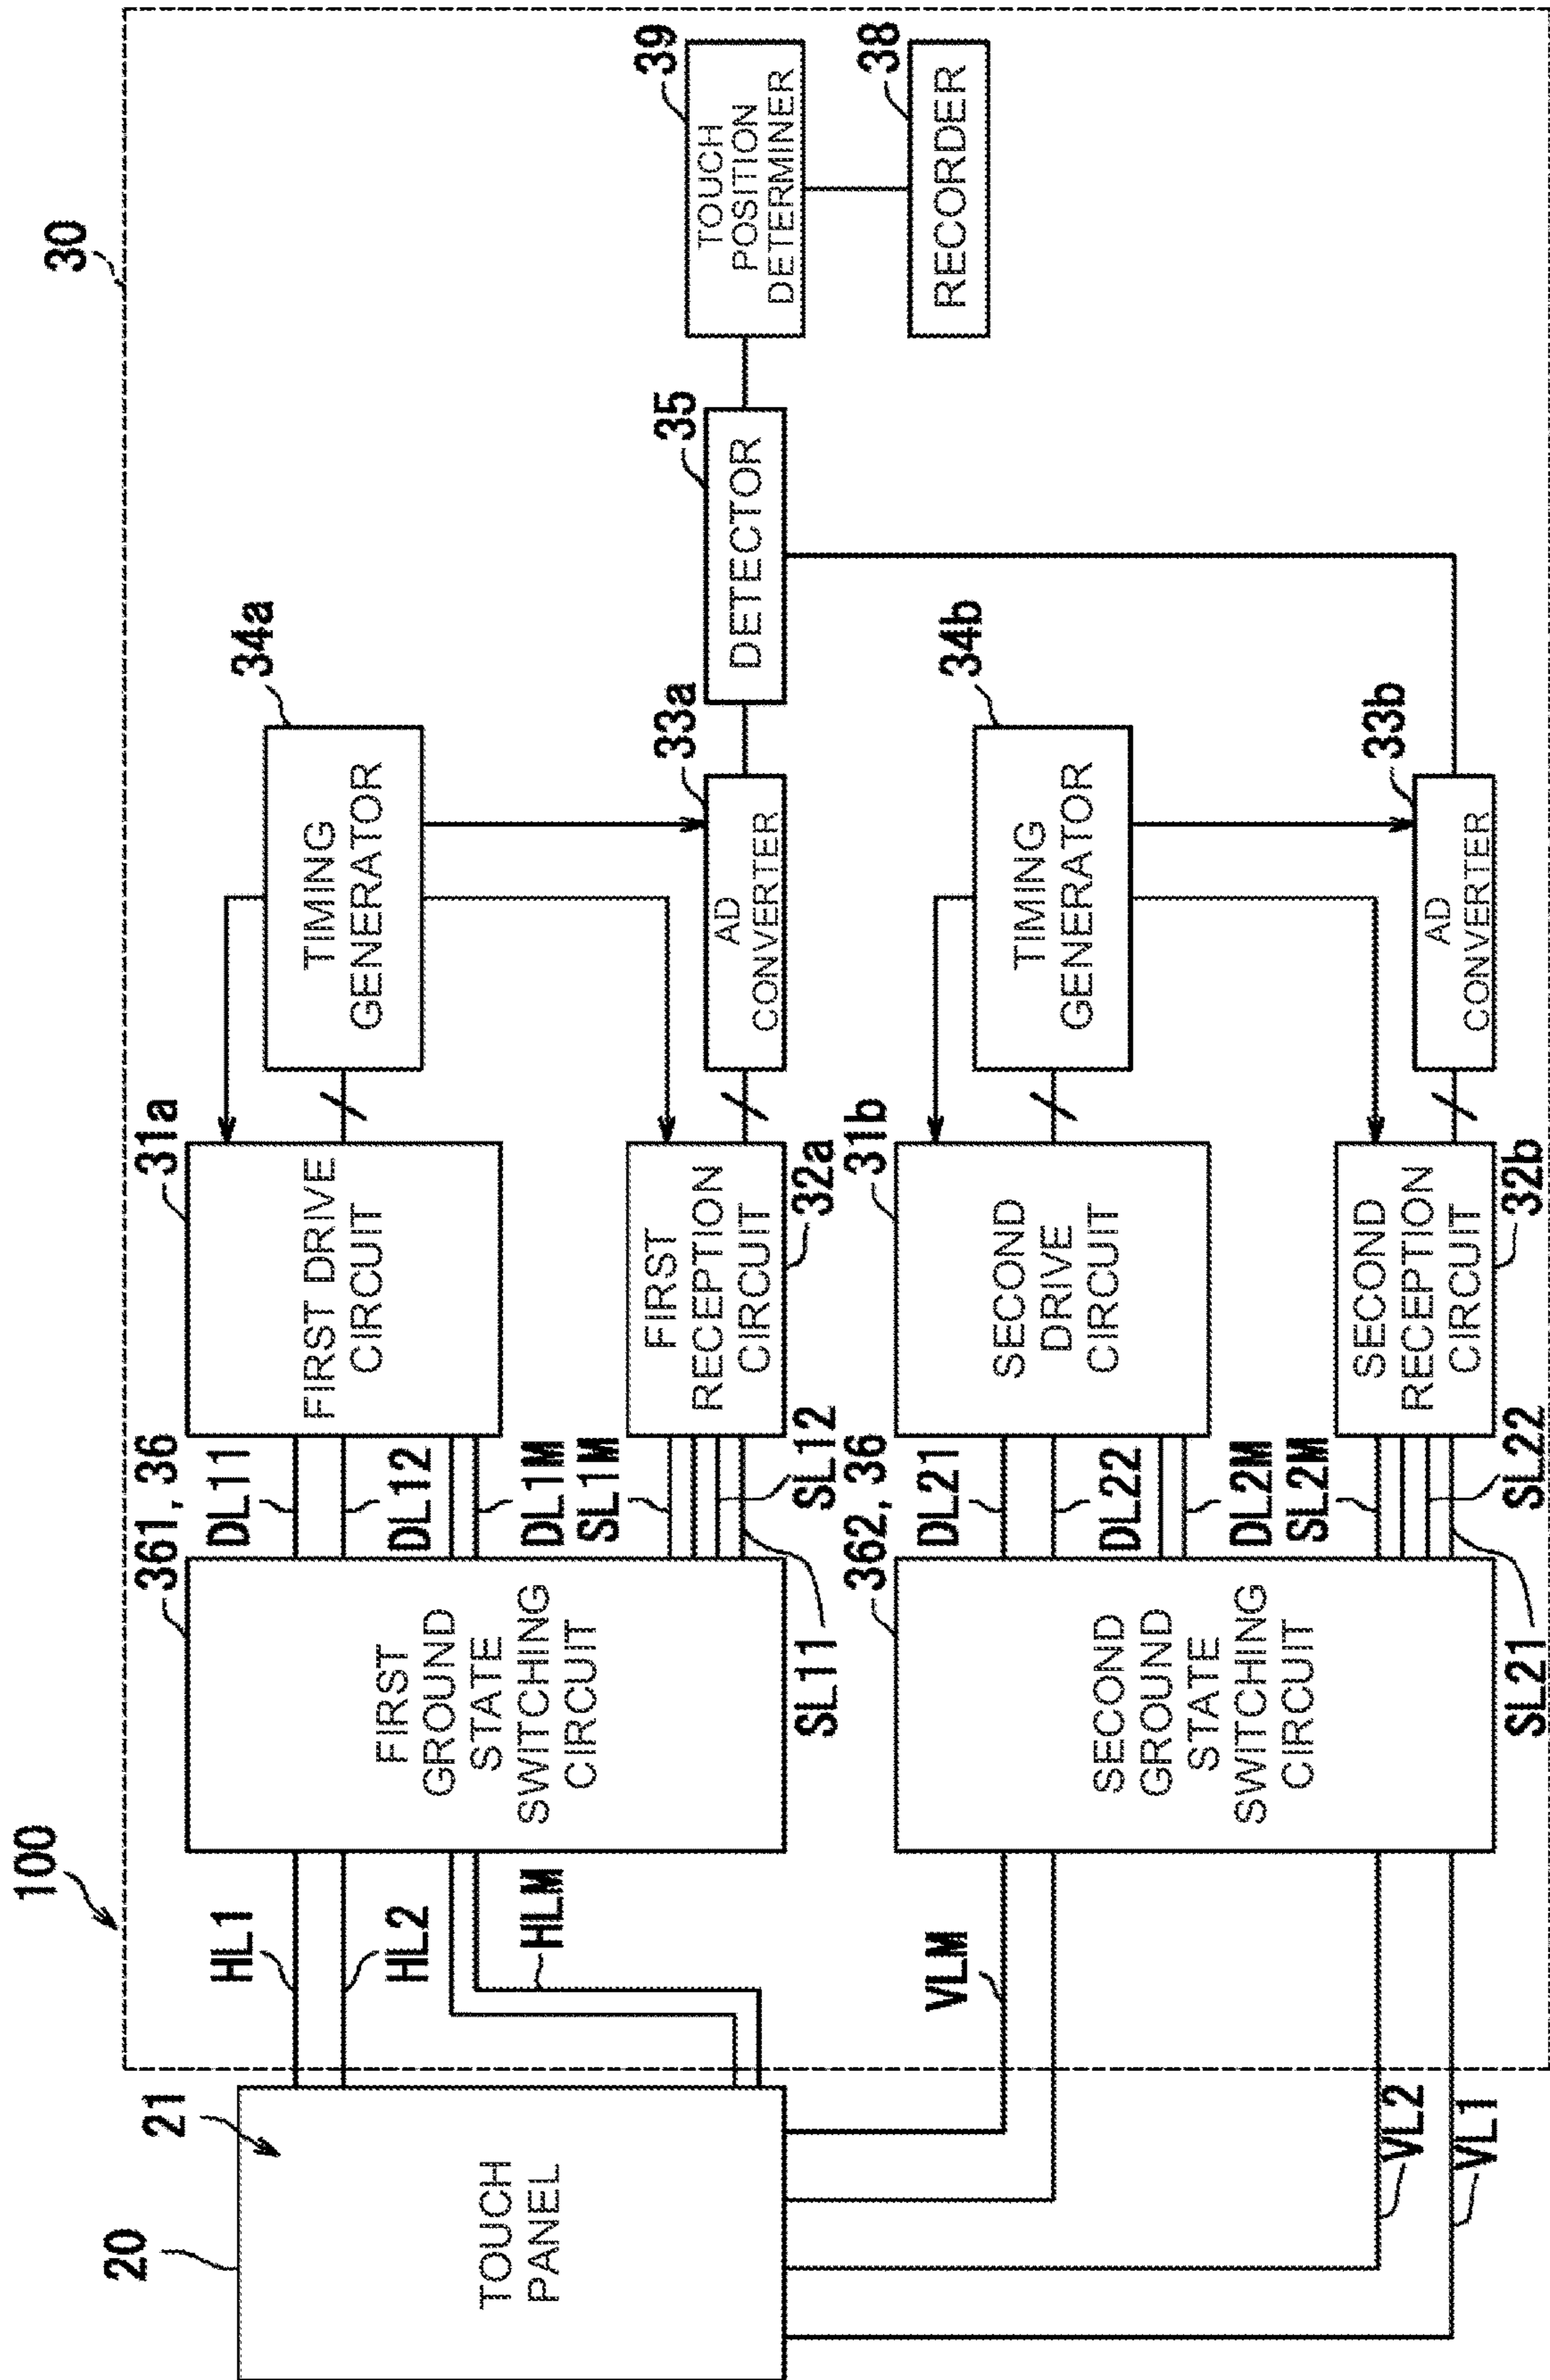 100
30
20
21
TOUCH
PANEL
HL1
HL2
HLM
VLM
VL2
VL1
361, 36
FIRST
GROUND
STATE
SWITCHING
CIRCUIT
DL11
DL12
DL1M
SL1M
SL12
SL11
31a
FIRST DRIVE
CIRCUIT
FIRST
RECEPTION
CIRCUIT
32a
34a
TIMING
GENERATOR
33a
AD
CONVERTER
35
DETECTOR
39
TOUCH
POSITION
DETERMINER
38
RECORDER
362, 36
SECOND
GROUND
STATE
SWITCHING
CIRCUIT
DL21
DL22
DL2M
SL2M
SL22
SL21
31b
SECOND
DRIVE
CIRCUIT
SECOND
RECEPTION
CIRCUIT
32b
34b
TIMING
GENERATOR
33b
AD
CONVERTER